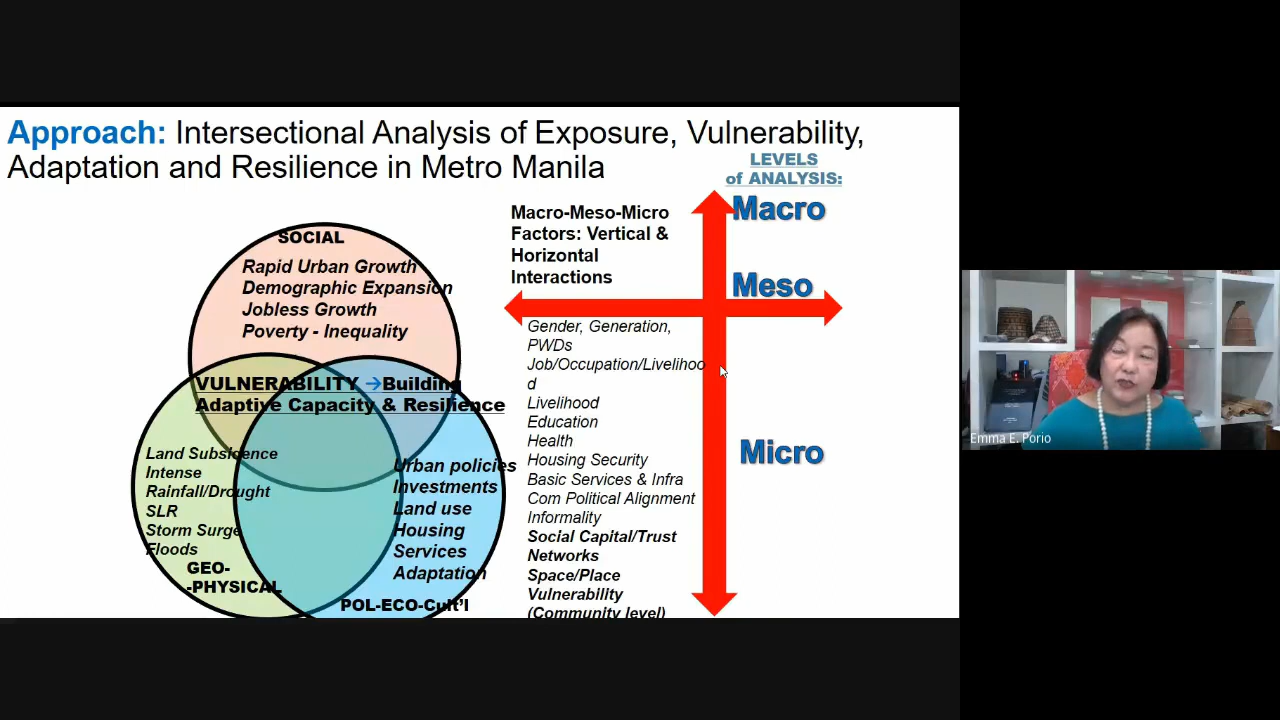 Approach: Intersectional Analysis of Exposure, Vulnerability,
Adaptation and Resilience in Metro Manila
LEVELS
of ANALYSIS:
Macro
Meso
Micro
Macro-Meso-Micro
Factors: Vertical &
Horizontal
Interactions
SOCIAL
Rapid Urban Growth
Demographic Expansion
Jobless Growth
Poverty - Inequality
VULNERABILITY →Building
Adaptive Capacity & Resilience
Land Subsidence
Intense
Rainfall/Drought
SLR
Storm Surge
Floods
GEO-
-PHYSICAL
Urban policies
Investments
Land use
Housing
Services
Adaptation
POL-ECO-Cult'l
Gender, Generation,
PWDs
Job/Occupation/Livelihoo
d
Livelihood
Education
Health
Housing Security
Basic Services & Infra
Com Political Alignment
Informality
Social Capital/Trust
Networks
Space/Place
Vulnerability
(Community level)
Emma E. Porio